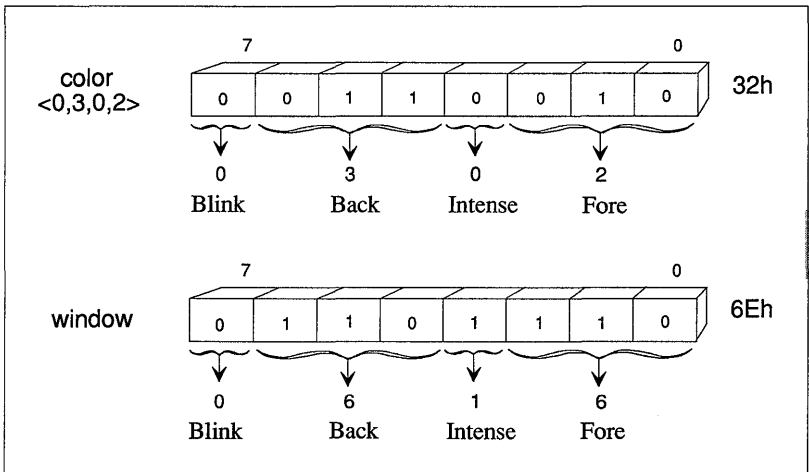 7 0
color
<0,3,0,2>
0 0 1 1 0 0 1 0
32h
0 3 0 2
Blink Back Intense Fore
7 0
window
0 1 1 0 1 1 1 0
6Eh
0 6 1 6
Blink Back Intense Fore